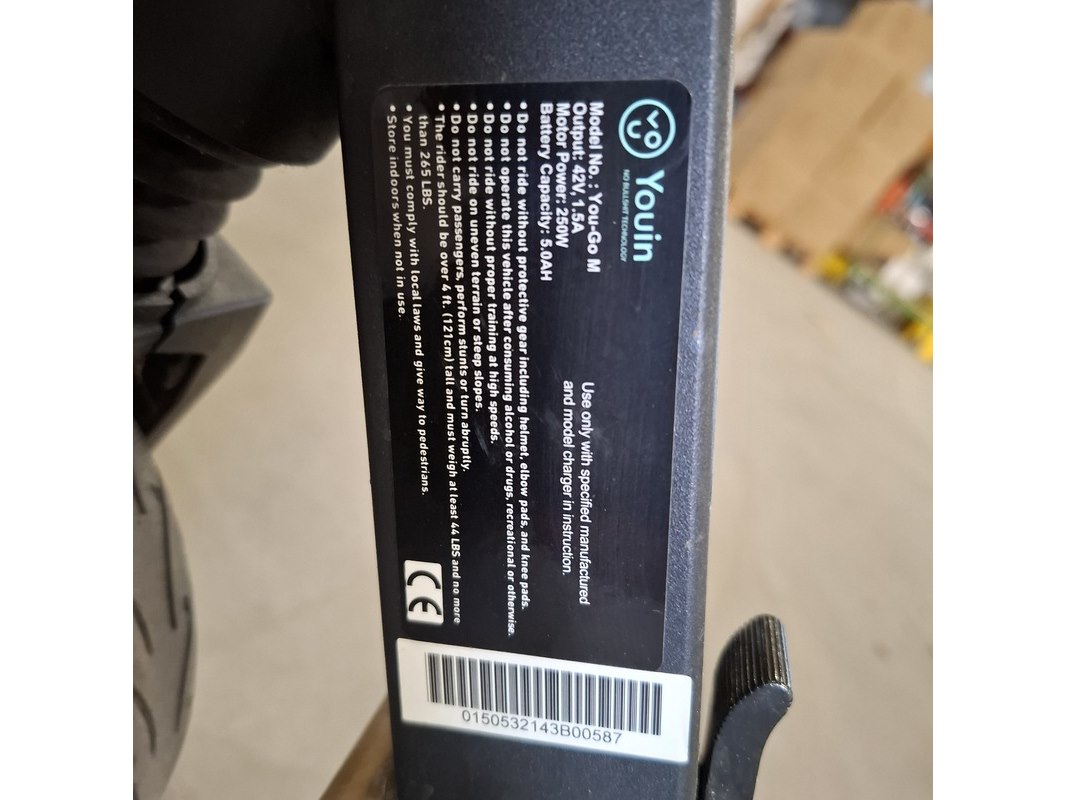 Youin
NO BULLSHIT TECHNOLOGY
Model No. : You-Go M
Output: 42V, 1.5A
Motor Power: 250W
Battery Capacity: 5.0AH
Use only with specified manufactured
and model charger in instruction.
• Do not ride without protective gear including helmet, elbow pads, and knee pads.
• Do not operate this vehicle after consuming alcohol or drugs, recreational or otherwise.
• Do not ride without proper training at high speeds.
• Do not ride on uneven terrain or steep slopes.
• Do not carry passengers, perform stunts or turn abruptly.
• The rider should be over 4 ft. (121cm) tall and must weigh at least 44 LBS and no more
than 265 LBS.
• You must comply with local laws and give way to pedestrians.
• Store indoors when not in use.
CE
0150532143B00587